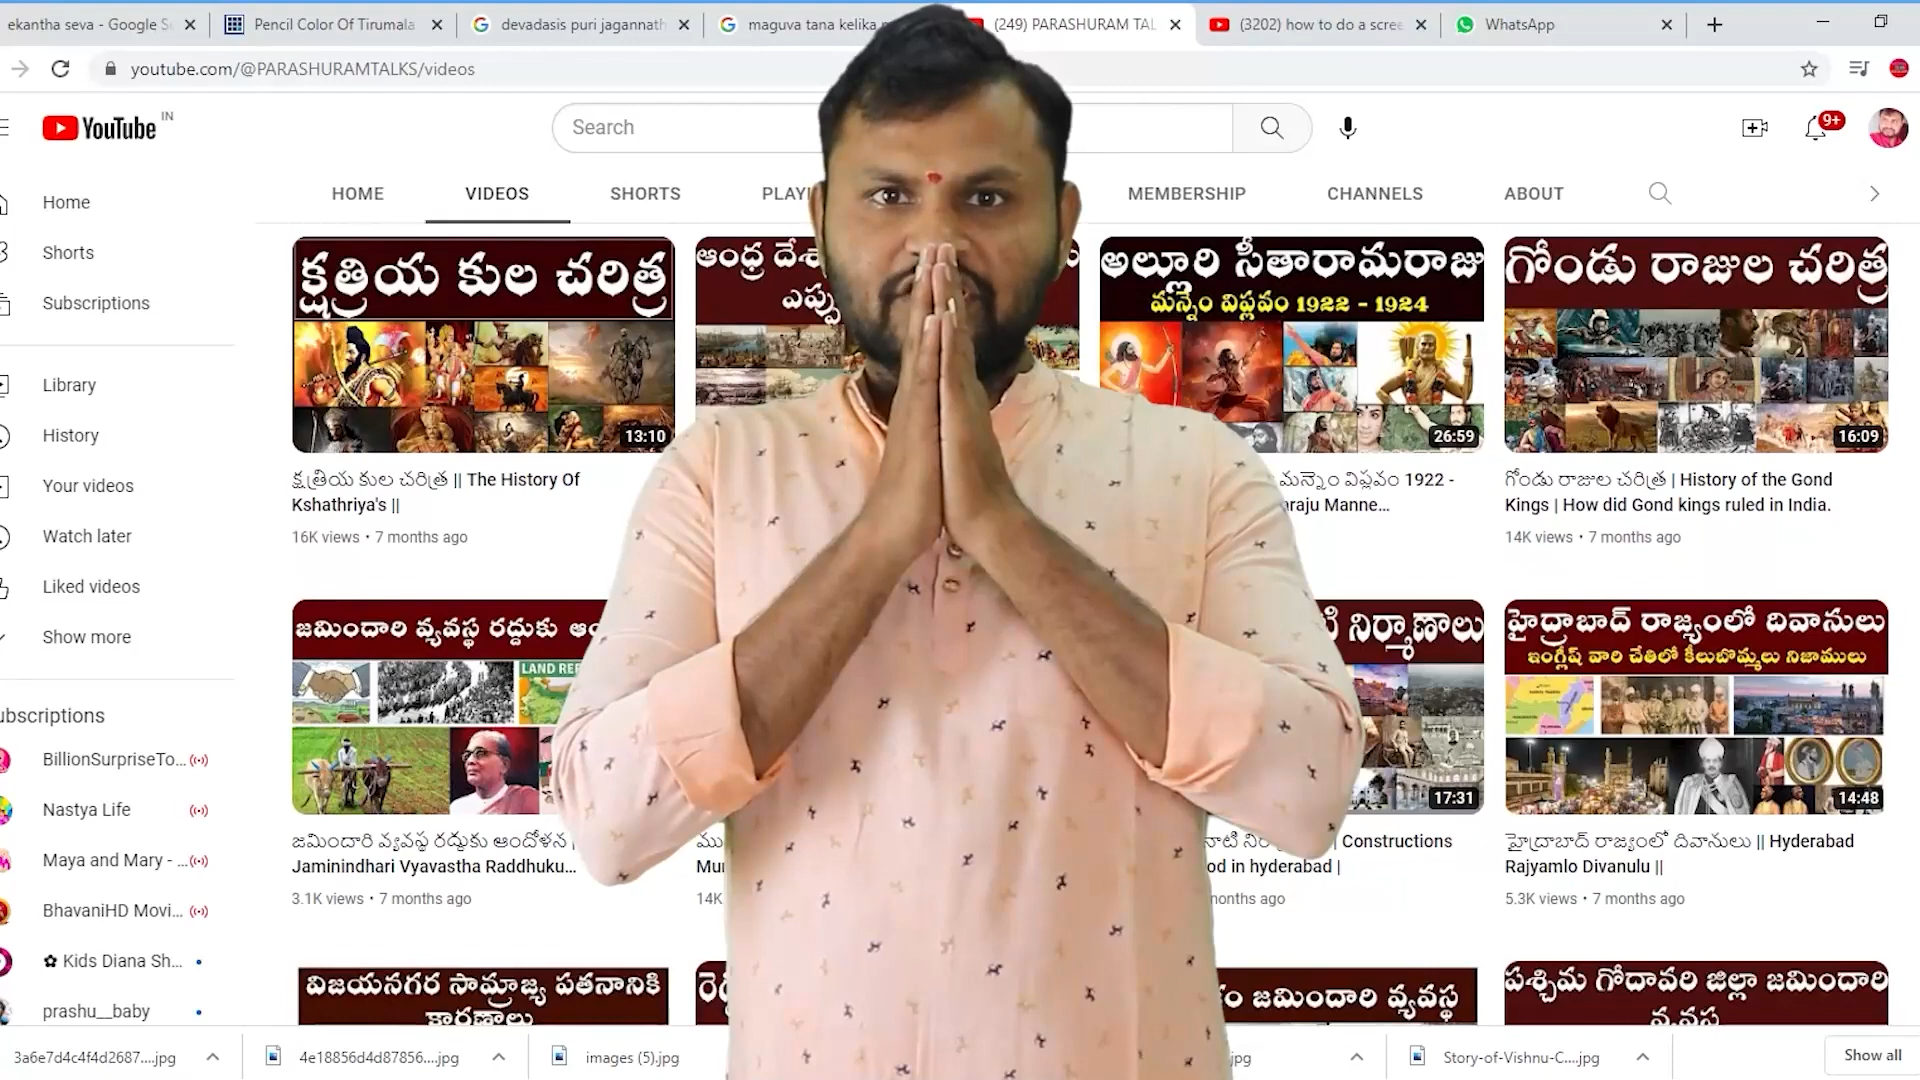 ekantha seva - Google S
Pencil Color Of Tirumala
devadasis puri jagannath
maguva tana kelika
(249) PARASHURAM TAL
(3202) how to do a scree
WhatsApp
youtube.com/@PARASHURAMTALKS/videos
YouTube IN
Search
9+
HOME
VIDEOS
SHORTS
MEMBERSHIP
CHANNELS
ABOUT
Home
Shorts
Subscriptions
Library
History
Your videos
Watch later
Liked videos
Show more
BillionSurpriseTo...
Nastya Life
Maya and Mary - ...
BhavaniHD Movi...
Kids Diana Sh...
prashu__baby
క్షత్రియ కుల చరిత్ర
13:10
క్షత్రియ కుల చరిత్ర || The History Of
Kshathriya's ||
16K views • 7 months ago
ఆంధ్ర
అల్లూరి సీతారామరాజు
మన్నెం విప్లవం 1922 - 1924
26:59
మన్నెం విప్లవం 1922 -
Manne...
గోండు రాజుల చరిత్ర
16:09
గోండు రాజుల చరిత్ర | History of the Gond
Kings | How did Gond kings ruled in India.
14K views • 7 months ago
జమిందారి వ్యవస్థ రద్దుకు
జమిందారి వ్యవస్థ రద్దుకు ఆందోళన |
Jaminindhari Vyavastha Raddhuku...
3.1K views • 7 months ago
14K
నిర్మాణాలు
17:31
Constructions
in hyderabad |
ago
హైద్రాబాద్ రాజ్యంలో దివానులు
ఇంగ్లీష్ వారి చేతిలో కీలుబొమ్మలు నిజాములు
14:48
హైద్రాబాద్ రాజ్యంలో దివానులు || Hyderabad
Rajyamlo Divanulu ||
5.3K views • 7 months ago
విజయనగర సామ్రాజ్య పతనానికి
కారణాలు
జమిందారి వ్యవస్థ
పశ్చిమ గోదావరి జిల్లా జమిందారి
3a6e7d4c4f4d2687....jpg
4e18856d4d87856....jpg
images (5).jpg
Story-of-Vishnu-C....jpg
Show all